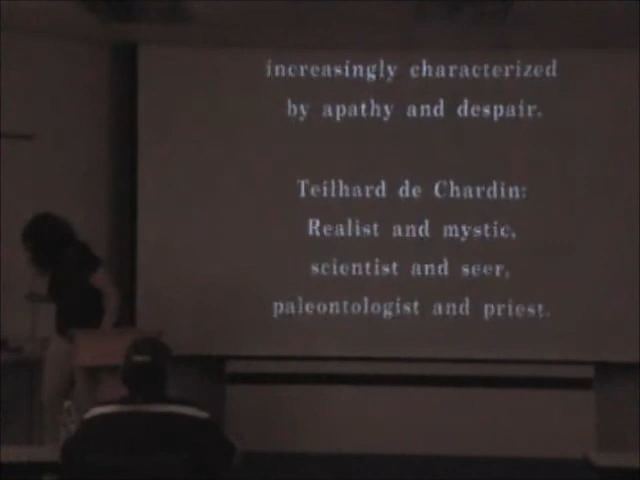 increasingly characterized
by apathy and despair.
Teilhard de Chardin:
Realist and mystic,
scientist and seer,
paleontologist and priest.